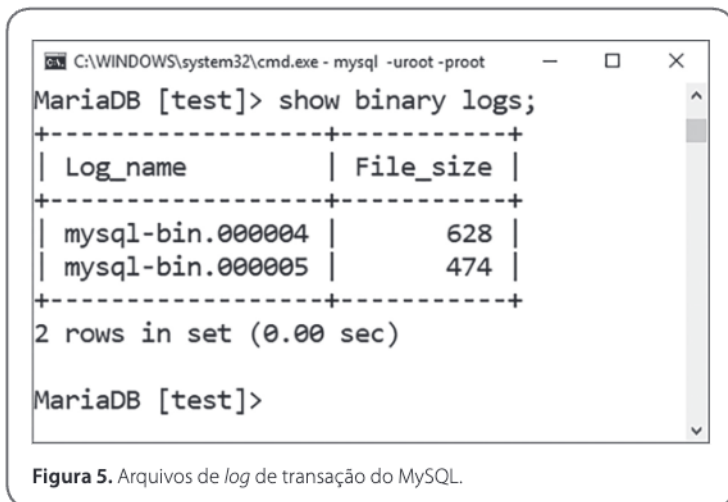 C:\WINDOWS\system32\cmd.exe - mysql -uroot -proot
MariaDB [test]> show binary logs;
+------------------+-----------+
| Log_name         | File_size |
+------------------+-----------+
| mysql-bin.000004 |       628 |
| mysql-bin.000005 |       474 |
+------------------+-----------+
2 rows in set (0.00 sec)
MariaDB [test]>
Figura 5. Arquivos de log de transação do MySQL.